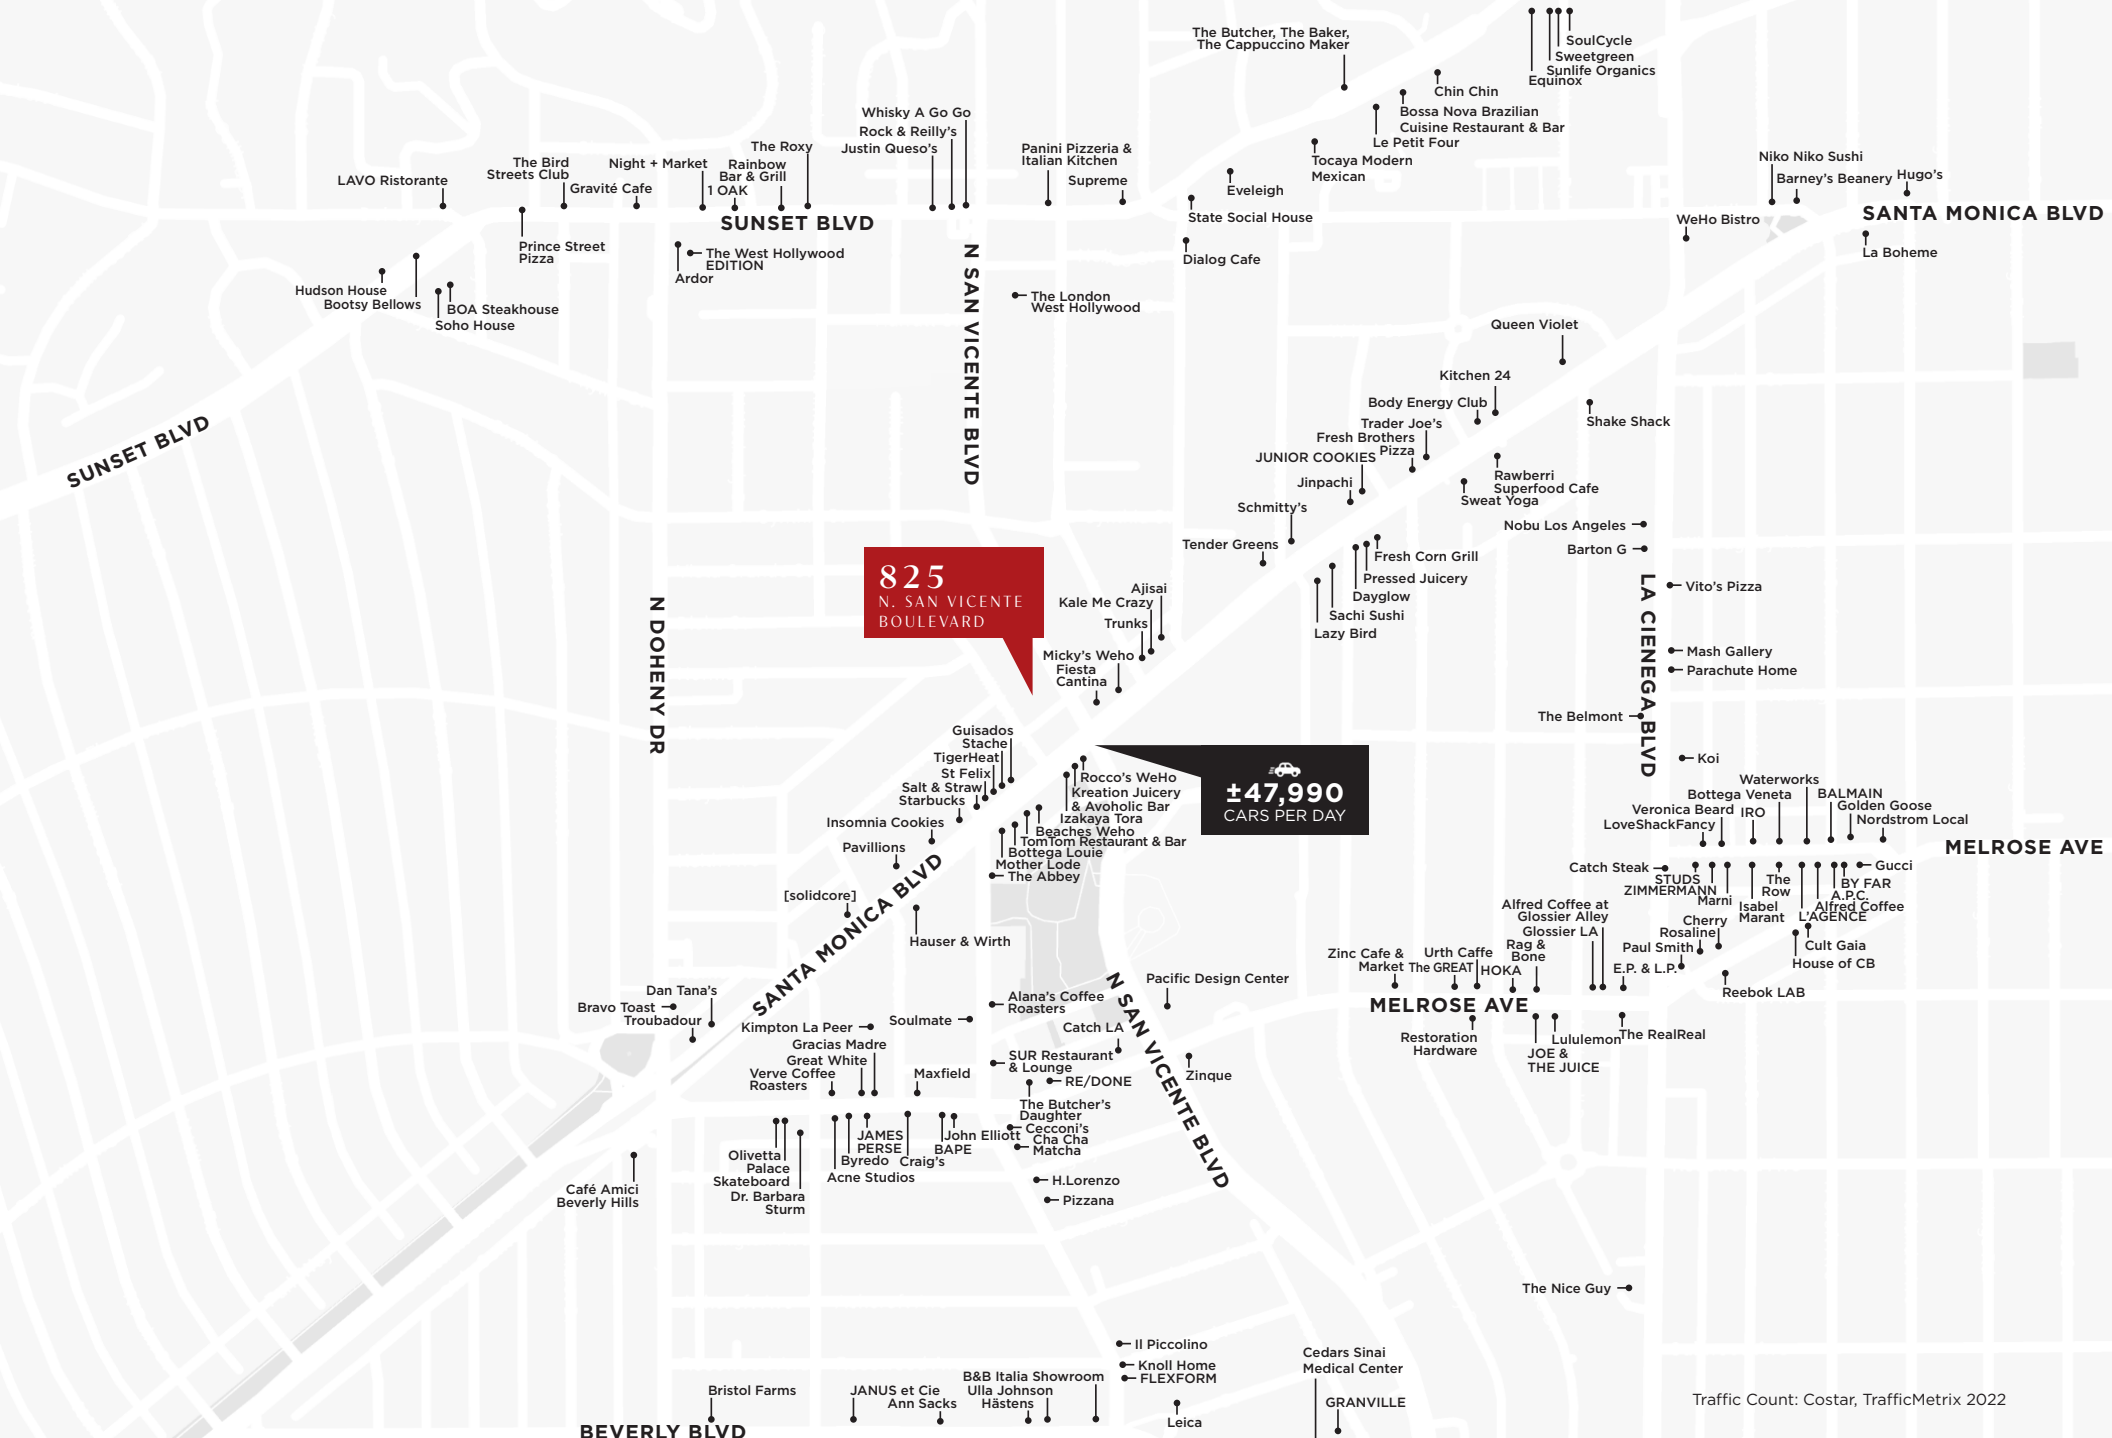 SoulCycle
Sweetgreen
Sunlife Organics
Equinox
The Butcher, The Baker,
The Cappuccino Maker
Chin Chin
Bossa Nova Brazilian
Cuisine Restaurant & Bar
Le Petit Four
Tocaya Modern
Mexican
Whisky A Go Go
Rock & Reilly's
Justin Queso's
The Roxy
Rainbow
Bar & Grill
1 OAK
Night + Market
Gravité Cafe
The Bird
Streets Club
LAVO Ristorante
Panini Pizzeria &
Italian Kitchen
Supreme
Eveleigh
State Social House
Dialog Cafe
Niko Niko Sushi
Barney's Beanery
Hugo's
WeHo Bistro
SANTA MONICA BLVD
La Boheme
SUNSET BLVD
Prince Street
Pizza
The West Hollywood
EDITION
Ardor
Hudson House
Bootsy Bellows
BOA Steakhouse
Soho House
N SAN VICENTE BLVD
The London
West Hollywood
SUNSET BLVD
Queen Violet
Kitchen 24
Body Energy Club
Trader Joe's
Fresh Brothers
Pizza
JUNIOR COOKIES
Jinpachi
Schmitty's
Tender Greens
Shake Shack
Rawberri
Superfood Cafe
Sweat Yoga
Nobu Los Angeles
Barton G
Vito's Pizza
Fresh Corn Grill
Pressed Juicery
Dayglow
Sachi Sushi
Lazy Bird
825
N. SAN VICENTE
BOULEVARD
Ajisai
Kale Me Crazy
Trunks
Micky's Weho
Fiesta
Cantina
N DOHENY DR
LA CIENEGA BLVD
Mash Gallery
Parachute Home
The Belmont
Koi
Guisados
Stache
TigerHeat
St Felix
Salt & Straw
Starbucks
Insomnia Cookies
Pavillions
[solidcore]
SANTA MONICA BLVD
Rocco's WeHo
Kreation Juicery
& Avoholic Bar
Izakaya Tora
Beaches Weho
TomTom Restaurant & Bar
Bottega Louie
Mother Lode
The Abbey
Hauser & Wirth
±47,990
CARS PER DAY
Waterworks
Bottega Veneta
BALMAIN
Veronica Beard
IRO
Golden Goose
LoveShackFancy
Nordstrom Local
MELROSE AVE
Catch Steak
Gucci
STUDS
The
Row
BY FAR
ZIMMERMANN
A.P.C.
Marni
Isabel
Marant
Alfred Coffee
L'AGENCE
Cherry
Rosaline
Paul Smith
Cult Gaia
House of CB
Reebok LAB
Alfred Coffee at
Glossier Alley
Glossier LA
Rag &
Bone
E.P. & L.P.
Zinc Cafe &
Market
Urth Caffe
The GREAT
HOKA
MELROSE AVE
Restoration
Hardware
Lululemon
The RealReal
JOE &
THE JUICE
Pacific Design Center
N SAN VICENTE BLVD
Alana's Coffee
Roasters
Soulmate
Catch LA
SUR Restaurant
& Lounge
RE/DONE
Zinque
The Butcher's
Daughter
Cecconi's
Cha Cha
Matcha
H.Lorenzo
Pizzana
Dan Tana's
Bravo Toast
Troubadour
Kimpton La Peer
Gracias Madre
Great White
Verve Coffee
Roasters
Maxfield
John Elliott
BAPE
JAMES
PERSE
Craig's
Byredo
Acne Studios
Olivetta
Palace
Skateboard
Dr. Barbara
Sturm
Café Amici
Beverly Hills
The Nice Guy
Il Piccolino
Knoll Home
FLEXFORM
Leica
Cedars Sinai
Medical Center
GRANVILLE
B&B Italia Showroom
Ulla Johnson
Hästens
JANUS et Cie
Ann Sacks
Bristol Farms
BEVERLY BLVD
Traffic Count: Costar, TrafficMetrix 2022